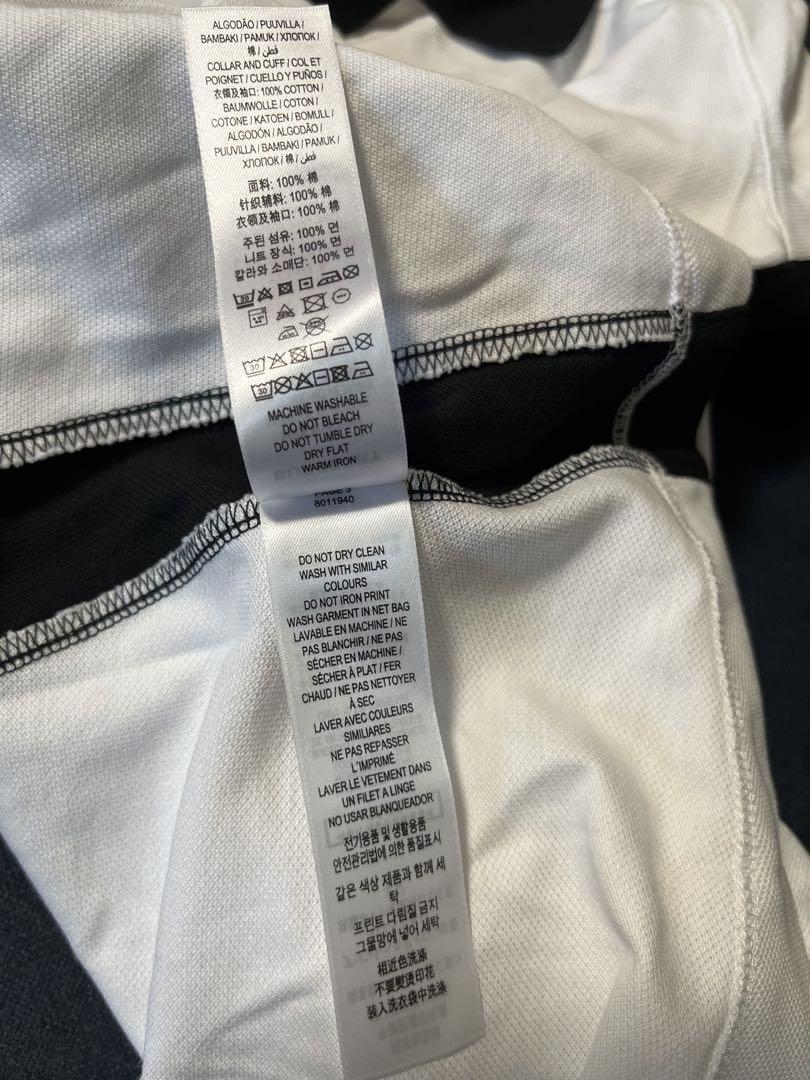 ALGODÃO / PUUVILLA /
BAMBAKI / PAMUK / ХЛОПОК /
棉 / قطن /
COLLAR AND CUFF / COL ET
POIGNET / CUELLO Y PUÑOS /
衣領及袖口: 100% COTTON /
BAUMWOLLE / COTON /
COTONE / KATOEN / BOMULL /
ALGODÓN / ALGODÃO /
PUUVILLA / BAMBAKI / PAMUK /
ХЛОПОК / 棉 / قطن /
面料: 100% 棉
针织辅料: 100% 棉
衣领及袖口: 100% 棉
주된 섬유: 100% 면
니트 장식: 100% 면
칼라와 소매단: 100% 면
30
30
30
MACHINE WASHABLE
DO NOT BLEACH
DO NOT TUMBLE DRY
DRY FLAT
WARM IRON
PAGE 3
8011940
DO NOT DRY CLEAN
WASH WITH SIMILAR
COLOURS
DO NOT IRON PRINT
WASH GARMENT IN NET BAG
LAVABLE EN MACHINE / NE
PAS BLANCHIR / NE PAS
SÉCHER EN MACHINE /
SÉCHER À PLAT / FER
CHAUD / NE PAS NETTOYER
À SEC
LAVER AVEC COULEURS
SIMILIARES
NE PAS REPASSER
L'IMPRIMÉ
LAVER LE VETEMENT DANS
UN FILET A LINGE
NO USAR BLANQUEADOR
전기용품 및 생활용품
안전관리법에 의한 품질표시
같은 색상 제품과 함께 세
탁
프린트 다림질 금지
그물망에 넣어 세탁
相近色洗涤
不要熨烫印花
装入洗衣袋中洗涤